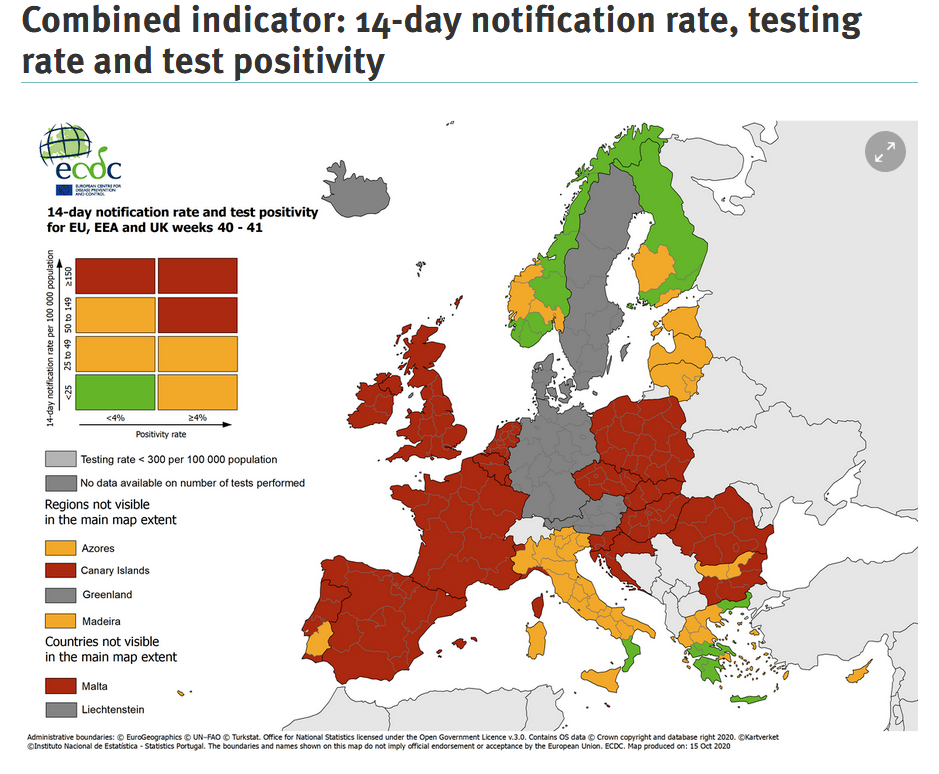 Combined indicator: 14-day notification rate, testing
rate and test positivity
ecdc
EUROPEAN CENTRE FOR
DISEASE PREVENTION
AND CONTROL
14-day notification rate and test positivity
for EU, EEA and UK weeks 40 - 41
14-day notification rate per 100 000 population
≥150
50 to 149
25 to 49
<25
<4%
≥4%
Positivity rate
Testing rate < 300 per 100 000 population
No data available on number of tests performed
Regions not visible
in the main map extent
Azores
Canary Islands
Greenland
Madeira
Countries not visible
in the main map extent
Malta
Liechtenstein
Administrative boundaries: © EuroGeographics © UN–FAO © Turkstat. Office for National Statistics licensed under the Open Government Licence v.3.0. Contains OS data © Crown copyright and database right 2020. ©Kartverket
©Instituto Nacional de Estatística - Statistics Portugal. The boundaries and names shown on this map do not imply official endorsement or acceptance by the European Union. ECDC. Map produced on: 15 Oct 2020